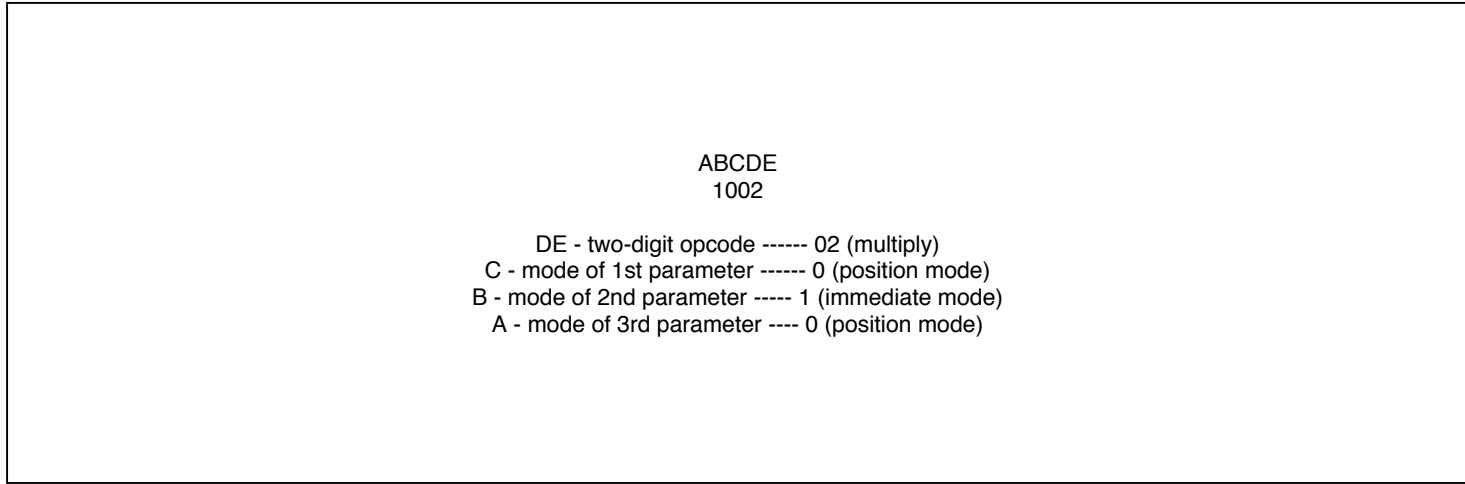 ABCDE
1002
DE - two-digit opcode ------ 02 (multiply)
C - mode of 1st parameter ------ 0 (position mode)
B - mode of 2nd parameter ----- 1 (immediate mode)
A - mode of 3rd parameter ---- 0 (position mode)